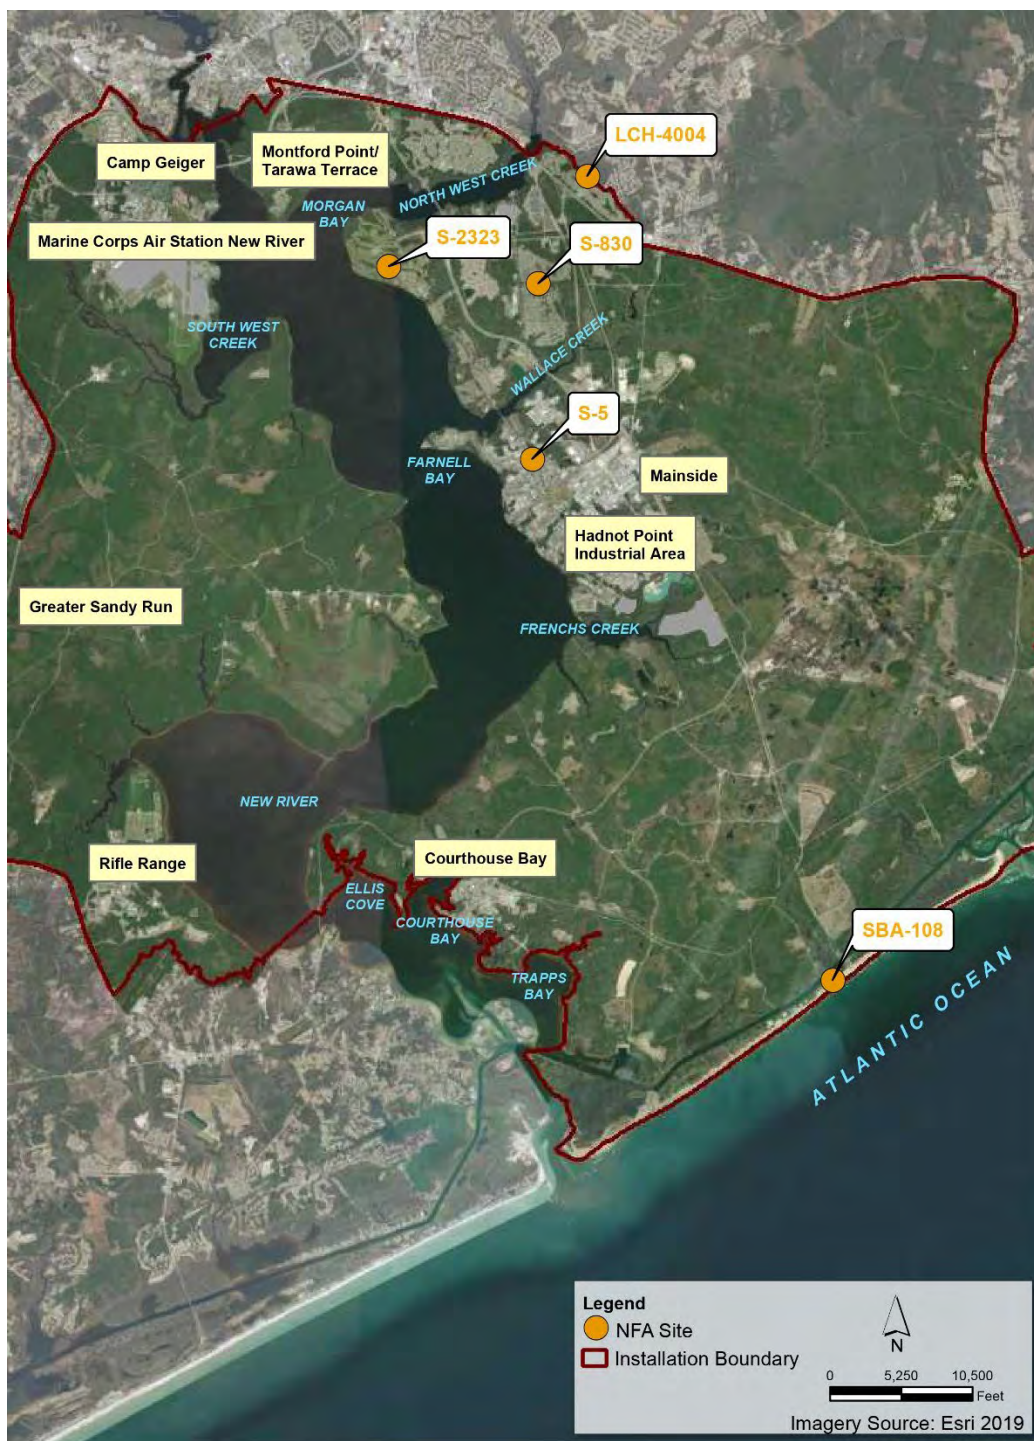 LCH-4004
Camp Geiger
Montford Point/
Tarawa Terrace
NORTH WEST CREEK
MORGAN
BAY
Marine Corps Air Station New River
S-2323
S-830
SOUTH WEST
CREEK
WALLACE CREEK
S-5
FARNELL
BAY
Mainside
Hadnot Point
Industrial Area
Greater Sandy Run
FRENCHS CREEK
NEW RIVER
Rifle Range
Courthouse Bay
ELLIS
COVE
COURTHOUSE
BAY
SBA-108
TRAPPS
BAY
ATLANTIC OCEAN
Legend
NFA Site
Installation Boundary
N
0 5,250 10,500
Feet
Imagery Source: Esri 2019